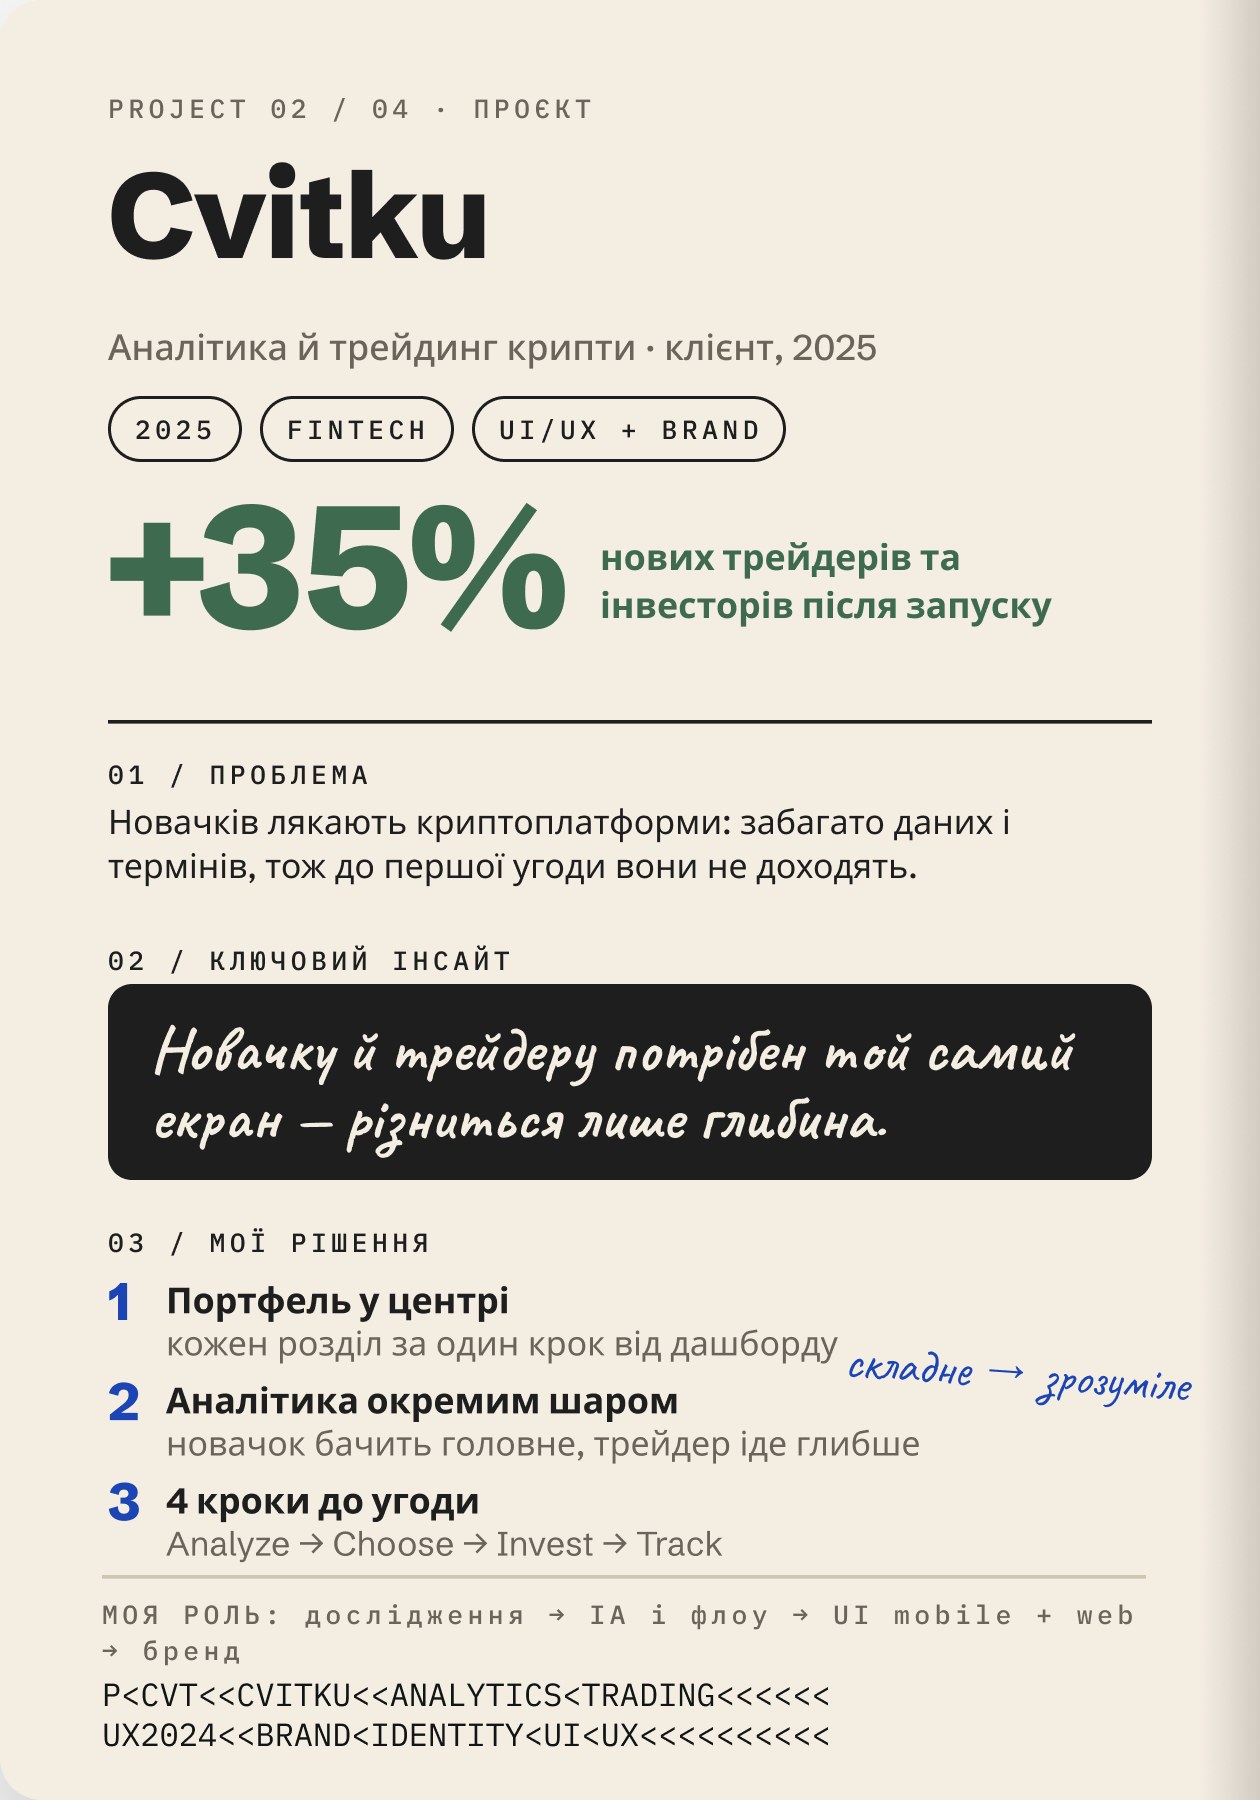 PROJECT 02 / 04 · ПРОЄКТ
Cvitku
Аналітика й трейдинг крипти · клієнт, 2025
2025 FINTECH UI/UX + BRAND
+35% нових трейдерів та
інвесторів після запуску
01 / ПРОБЛЕМА
Новачків лякають криптоплатформи: забагато даних і
термінів, тож до першої угоди вони не доходять.
02 / КЛЮЧОВИЙ ІНСАЙТ
Новачку й трейдеру потрібен той самий
екран — різниться лише глибина.
03 / МОЇ РІШЕННЯ
1 Портфель у центрі
кожен розділ за один крок від дашборду
складне → зрозуміле
2 Аналітика окремим шаром
новачок бачить головне, трейдер іде глибше
3 4 кроки до угоди
Analyze → Choose → Invest → Track
МОЯ РОЛЬ: дослідження → IA і флоу → UI mobile + web
→ бренд
P<CVT<<CVITKU<<ANALYTICS<TRADING<<<<<<
UX2024<<BRAND<IDENTITY<UI<UX<<<<<<<<<<